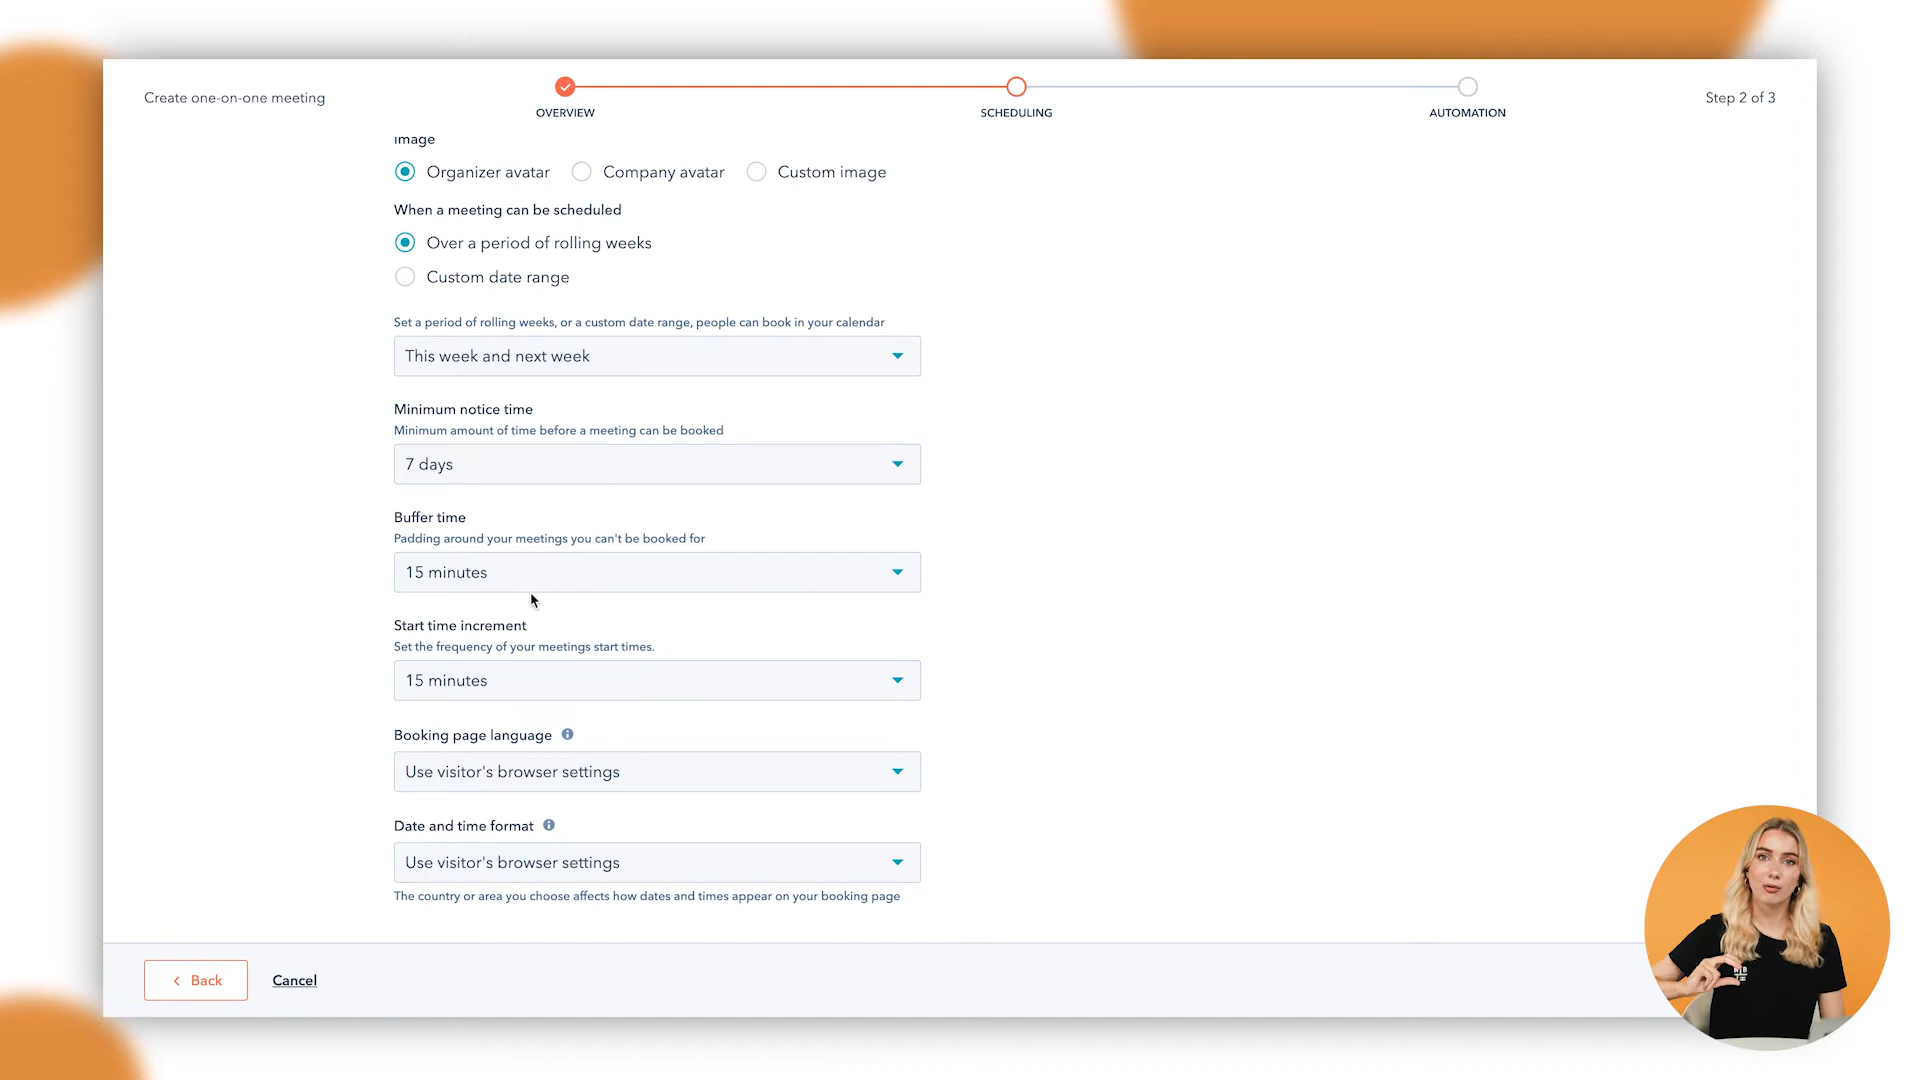 Create one-on-one meeting
OVERVIEW
SCHEDULING
AUTOMATION
Step 2 of 3
Image
Organizer avatar
Company avatar
Custom image
When a meeting can be scheduled
Over a period of rolling weeks
Custom date range
Set a period of rolling weeks, or a custom date range, people can book in your calendar
This week and next week
Minimum notice time
Minimum amount of time before a meeting can be booked
7 days
Buffer time
Padding around your meetings you can't be booked for
15 minutes
Start time increment
Set the frequency of your meetings start times.
15 minutes
Booking page language
Use visitor's browser settings
Date and time format
Use visitor's browser settings
The country or area you choose affects how dates and times appear on your booking page
Back
Cancel